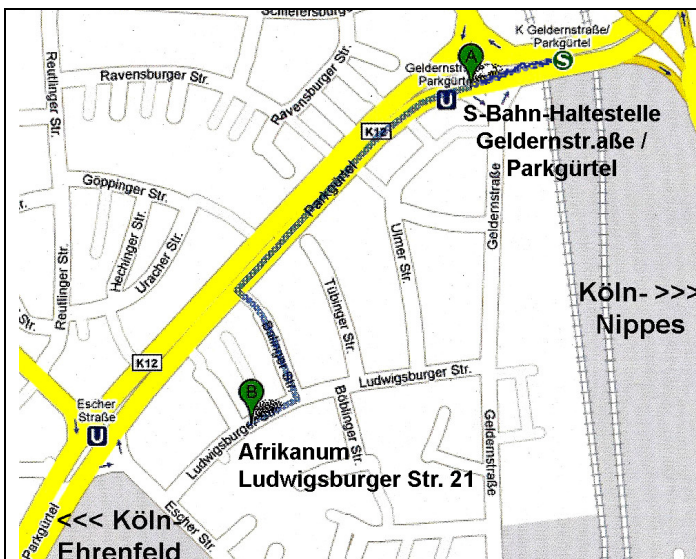 Schiefersburger
K Geldernstraße/
Parkgürtel
S
A
Reutlinger Str.
Ravensburger Str.
Ravensburger Str.
Parkgürtel
U
K12
S-Bahn-Haltestelle
Geldernstr.aße /
Parkgürtel
Göppinger Str.
Parkgürtel
Geldernstraße
Ulmer Str.
Hechinger Str.
Uracher Str.
Reutlinger Str.
Str.
Tübinger Str.
Balinger Str.
Köln- >>>
Nippes
K12
Ludwigsburger Str.
B
Escher
Straße
U
Böblinger Str.
Geldernstraße
Ludwigsburger
Afrikanum
Ludwigsburger Str. 21
Escher Str.
Parkgürtel
<<< Köln-
Ehrenfeld